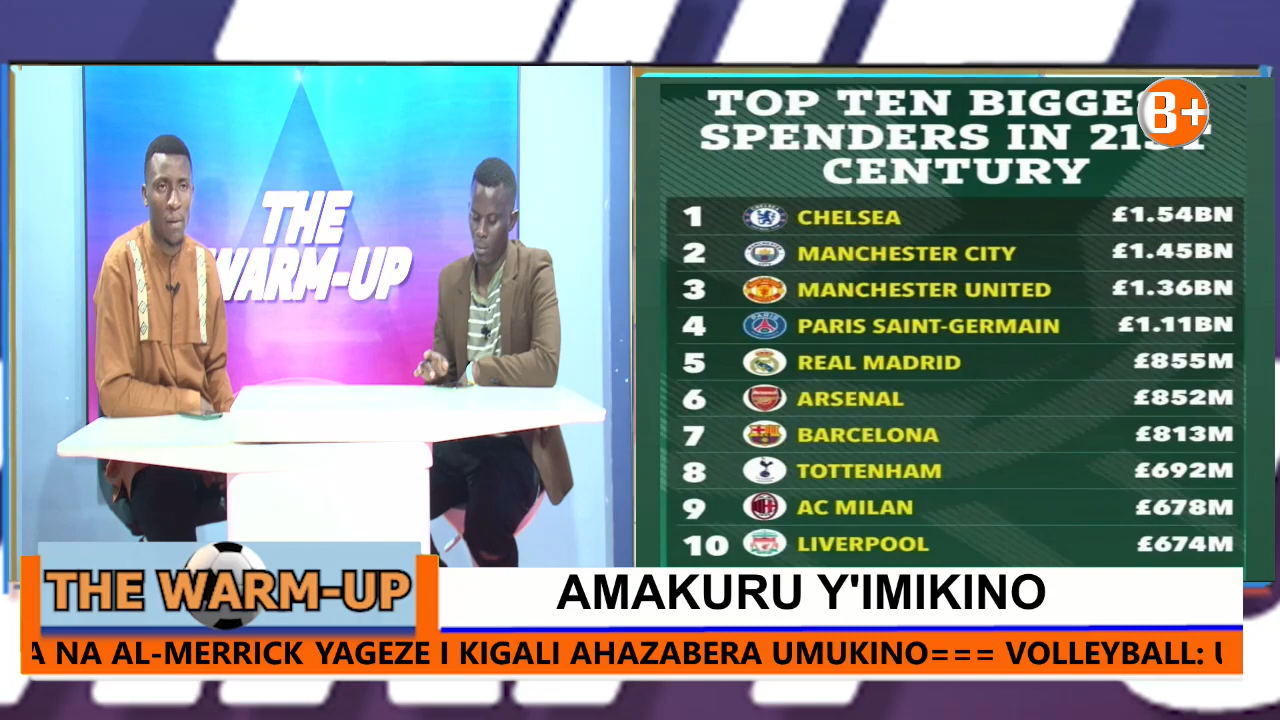 THE
WARM-UP
TOP TEN BIGGEST
SPENDERS IN 21ST
CENTURY
B+
1 CHELSEA £1.54BN
2 MANCHESTER CITY £1.45BN
3 MANCHESTER UNITED £1.36BN
4 PARIS SAINT-GERMAIN £1.11BN
5 REAL MADRID £855M
6 ARSENAL £852M
7 BARCELONA £813M
8 TOTTENHAM £692M
9 AC MILAN £678M
10 LIVERPOOL £674M
THE WARM-UP
AMAKURU Y'IMIKINO
A NA AL-MERRICK YAGEZE I KIGALI AHAZABERA UMUKINO=== VOLLEYBALL: U